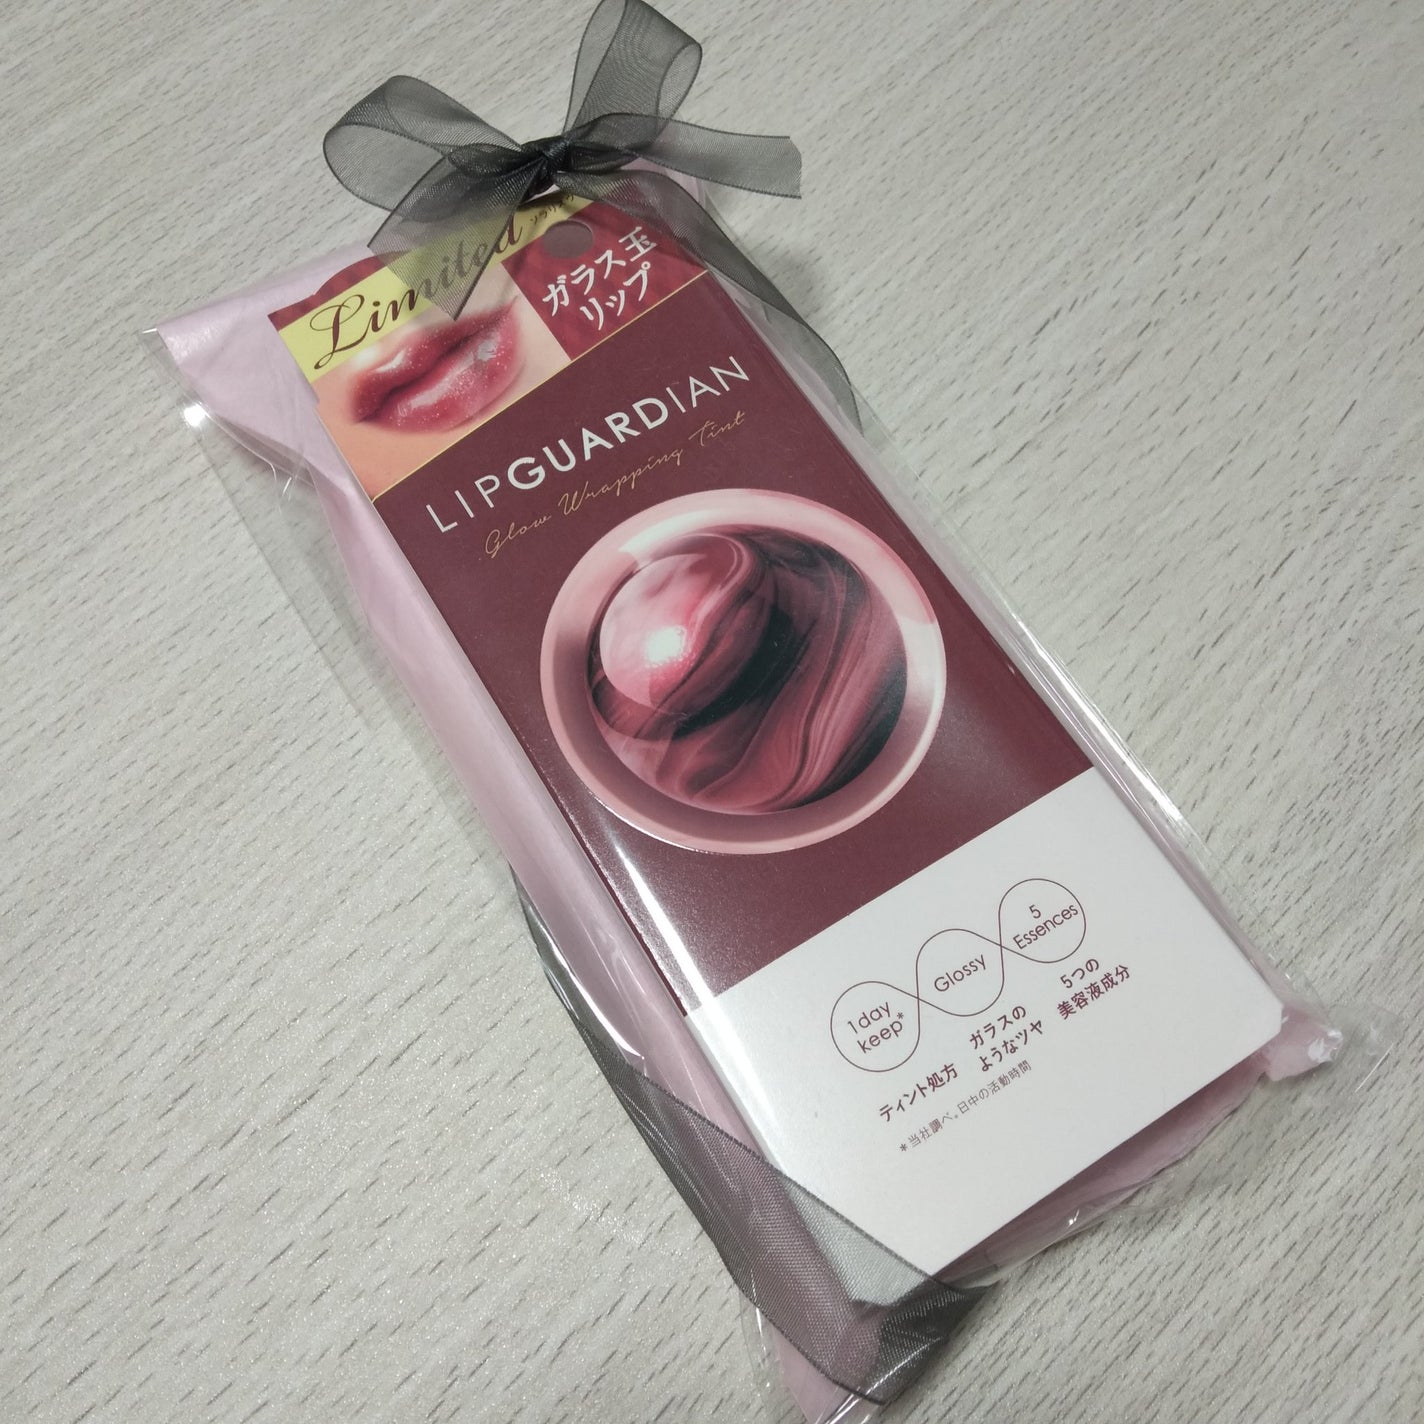 Limited
ガラス玉
リップ
LIPGUARDIAN
Glow Wrapping Tint
1day
keep*
Glossy
5
Essences
ティント処方
ガラスの
ようなツヤ
5つの
美容液成分
*当社調べ。日中の活動時間